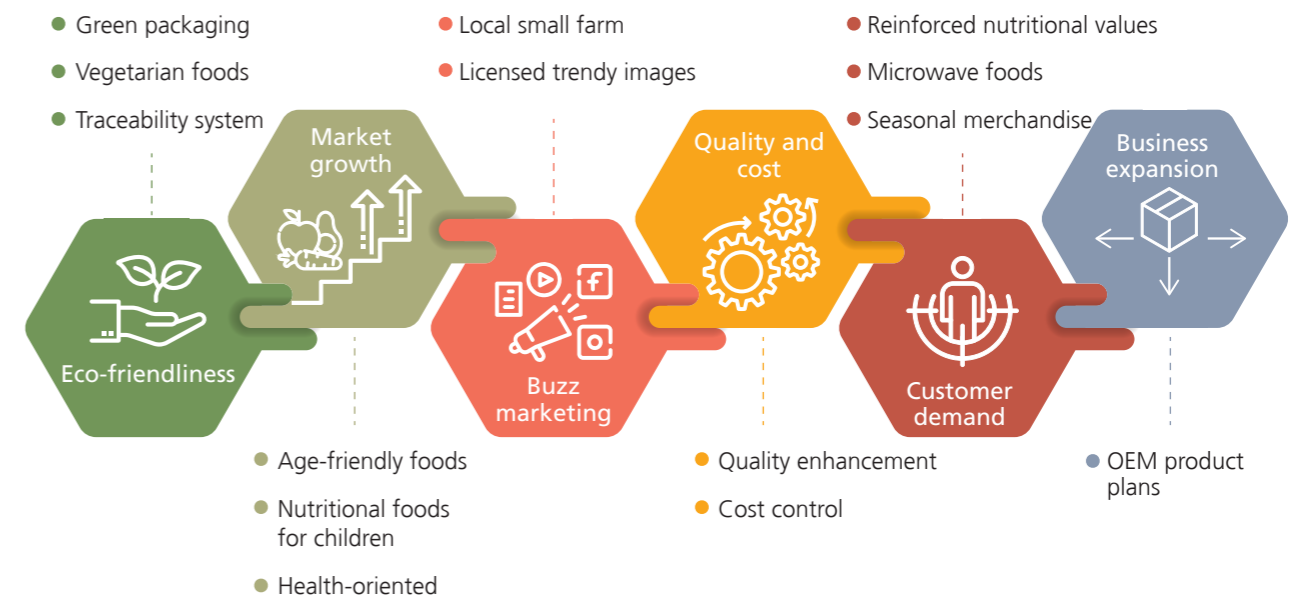 Green packaging
Vegetarian foods
Traceability system
Local small farm
Licensed trendy images
Reinforced nutritional values
Microwave foods
Seasonal merchandise
Eco-friendliness
Market
growth
Buzz
marketing
Quality and
cost
Customer
demand
Business
expansion
Age-friendly foods
Nutritional foods
for children
Health-oriented
Quality enhancement
Cost control
OEM product
plans